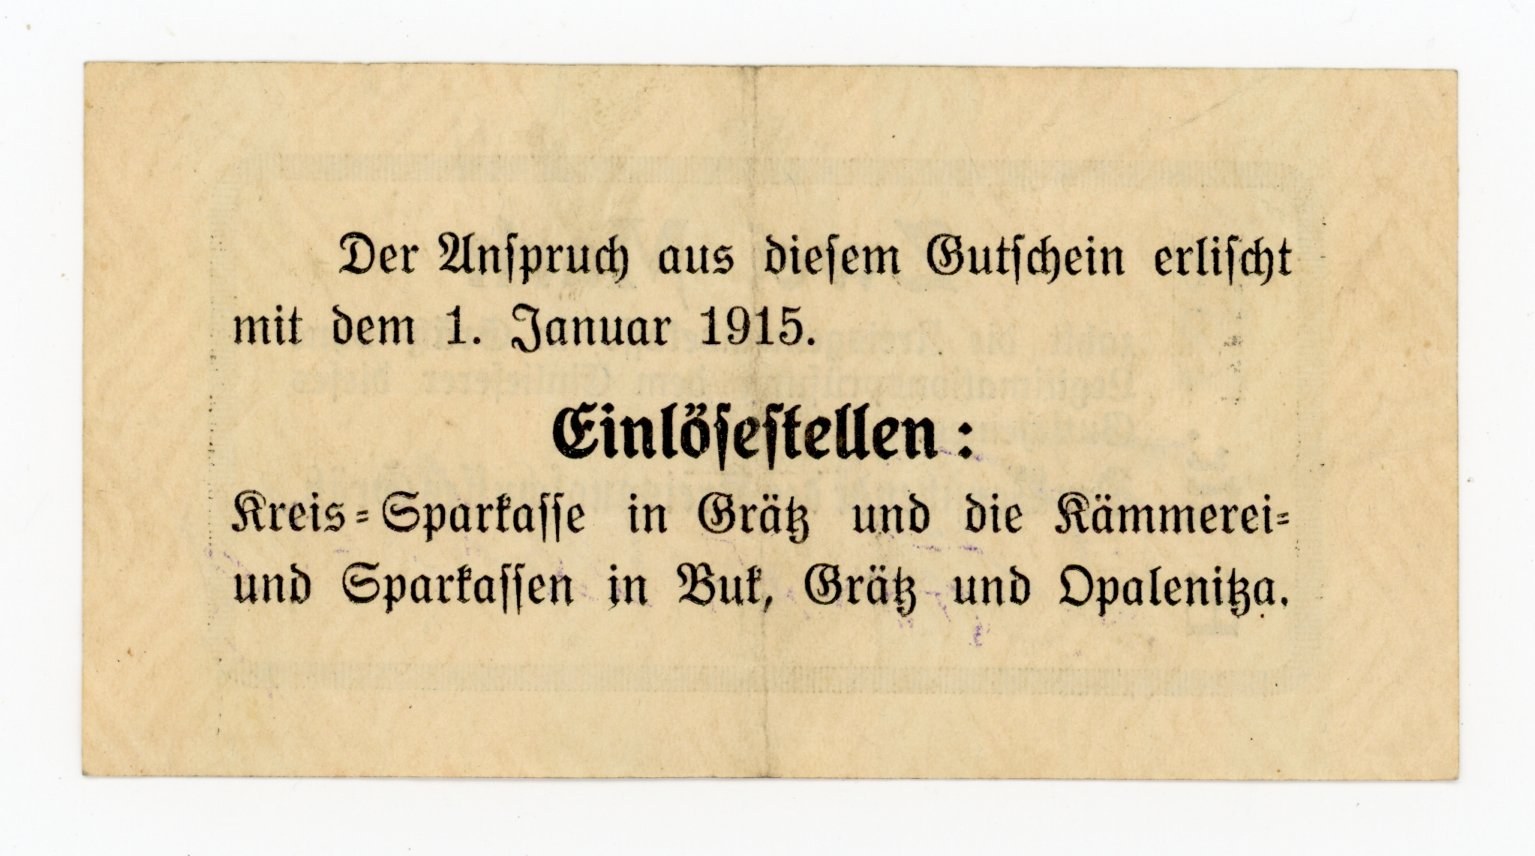 Der Anſpruch aus dieſem Gutſchein erliſcht
mit dem 1. Januar 1915.
Einlöſeſtellen:
Kreis-Sparkaſſe in Grätz und die Kämmerei-
und Sparkaſſen in Buk, Grätz und Opalenitza.